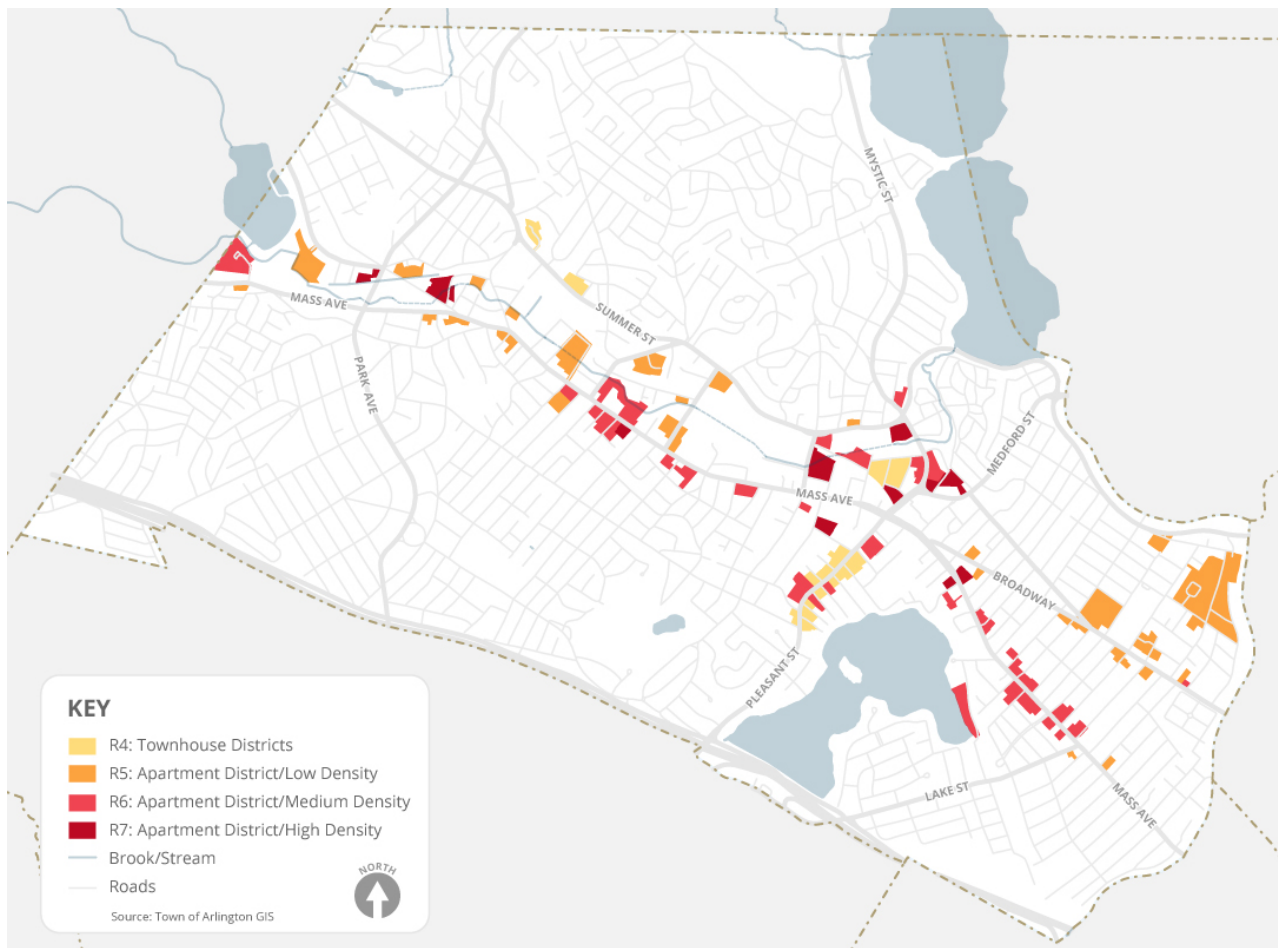 MYSTIC ST
MASS AVE
SUMMER ST
PARK AVE
MEDFORD ST
MASS AVE
BROADWAY
PLEASANT ST
LAKE ST
MASS AVE
KEY
R4: Townhouse Districts
R5: Apartment District/Low Density
R6: Apartment District/Medium Density
R7: Apartment District/High Density
Brook/Stream
Roads
NORTH
Source: Town of Arlington GIS